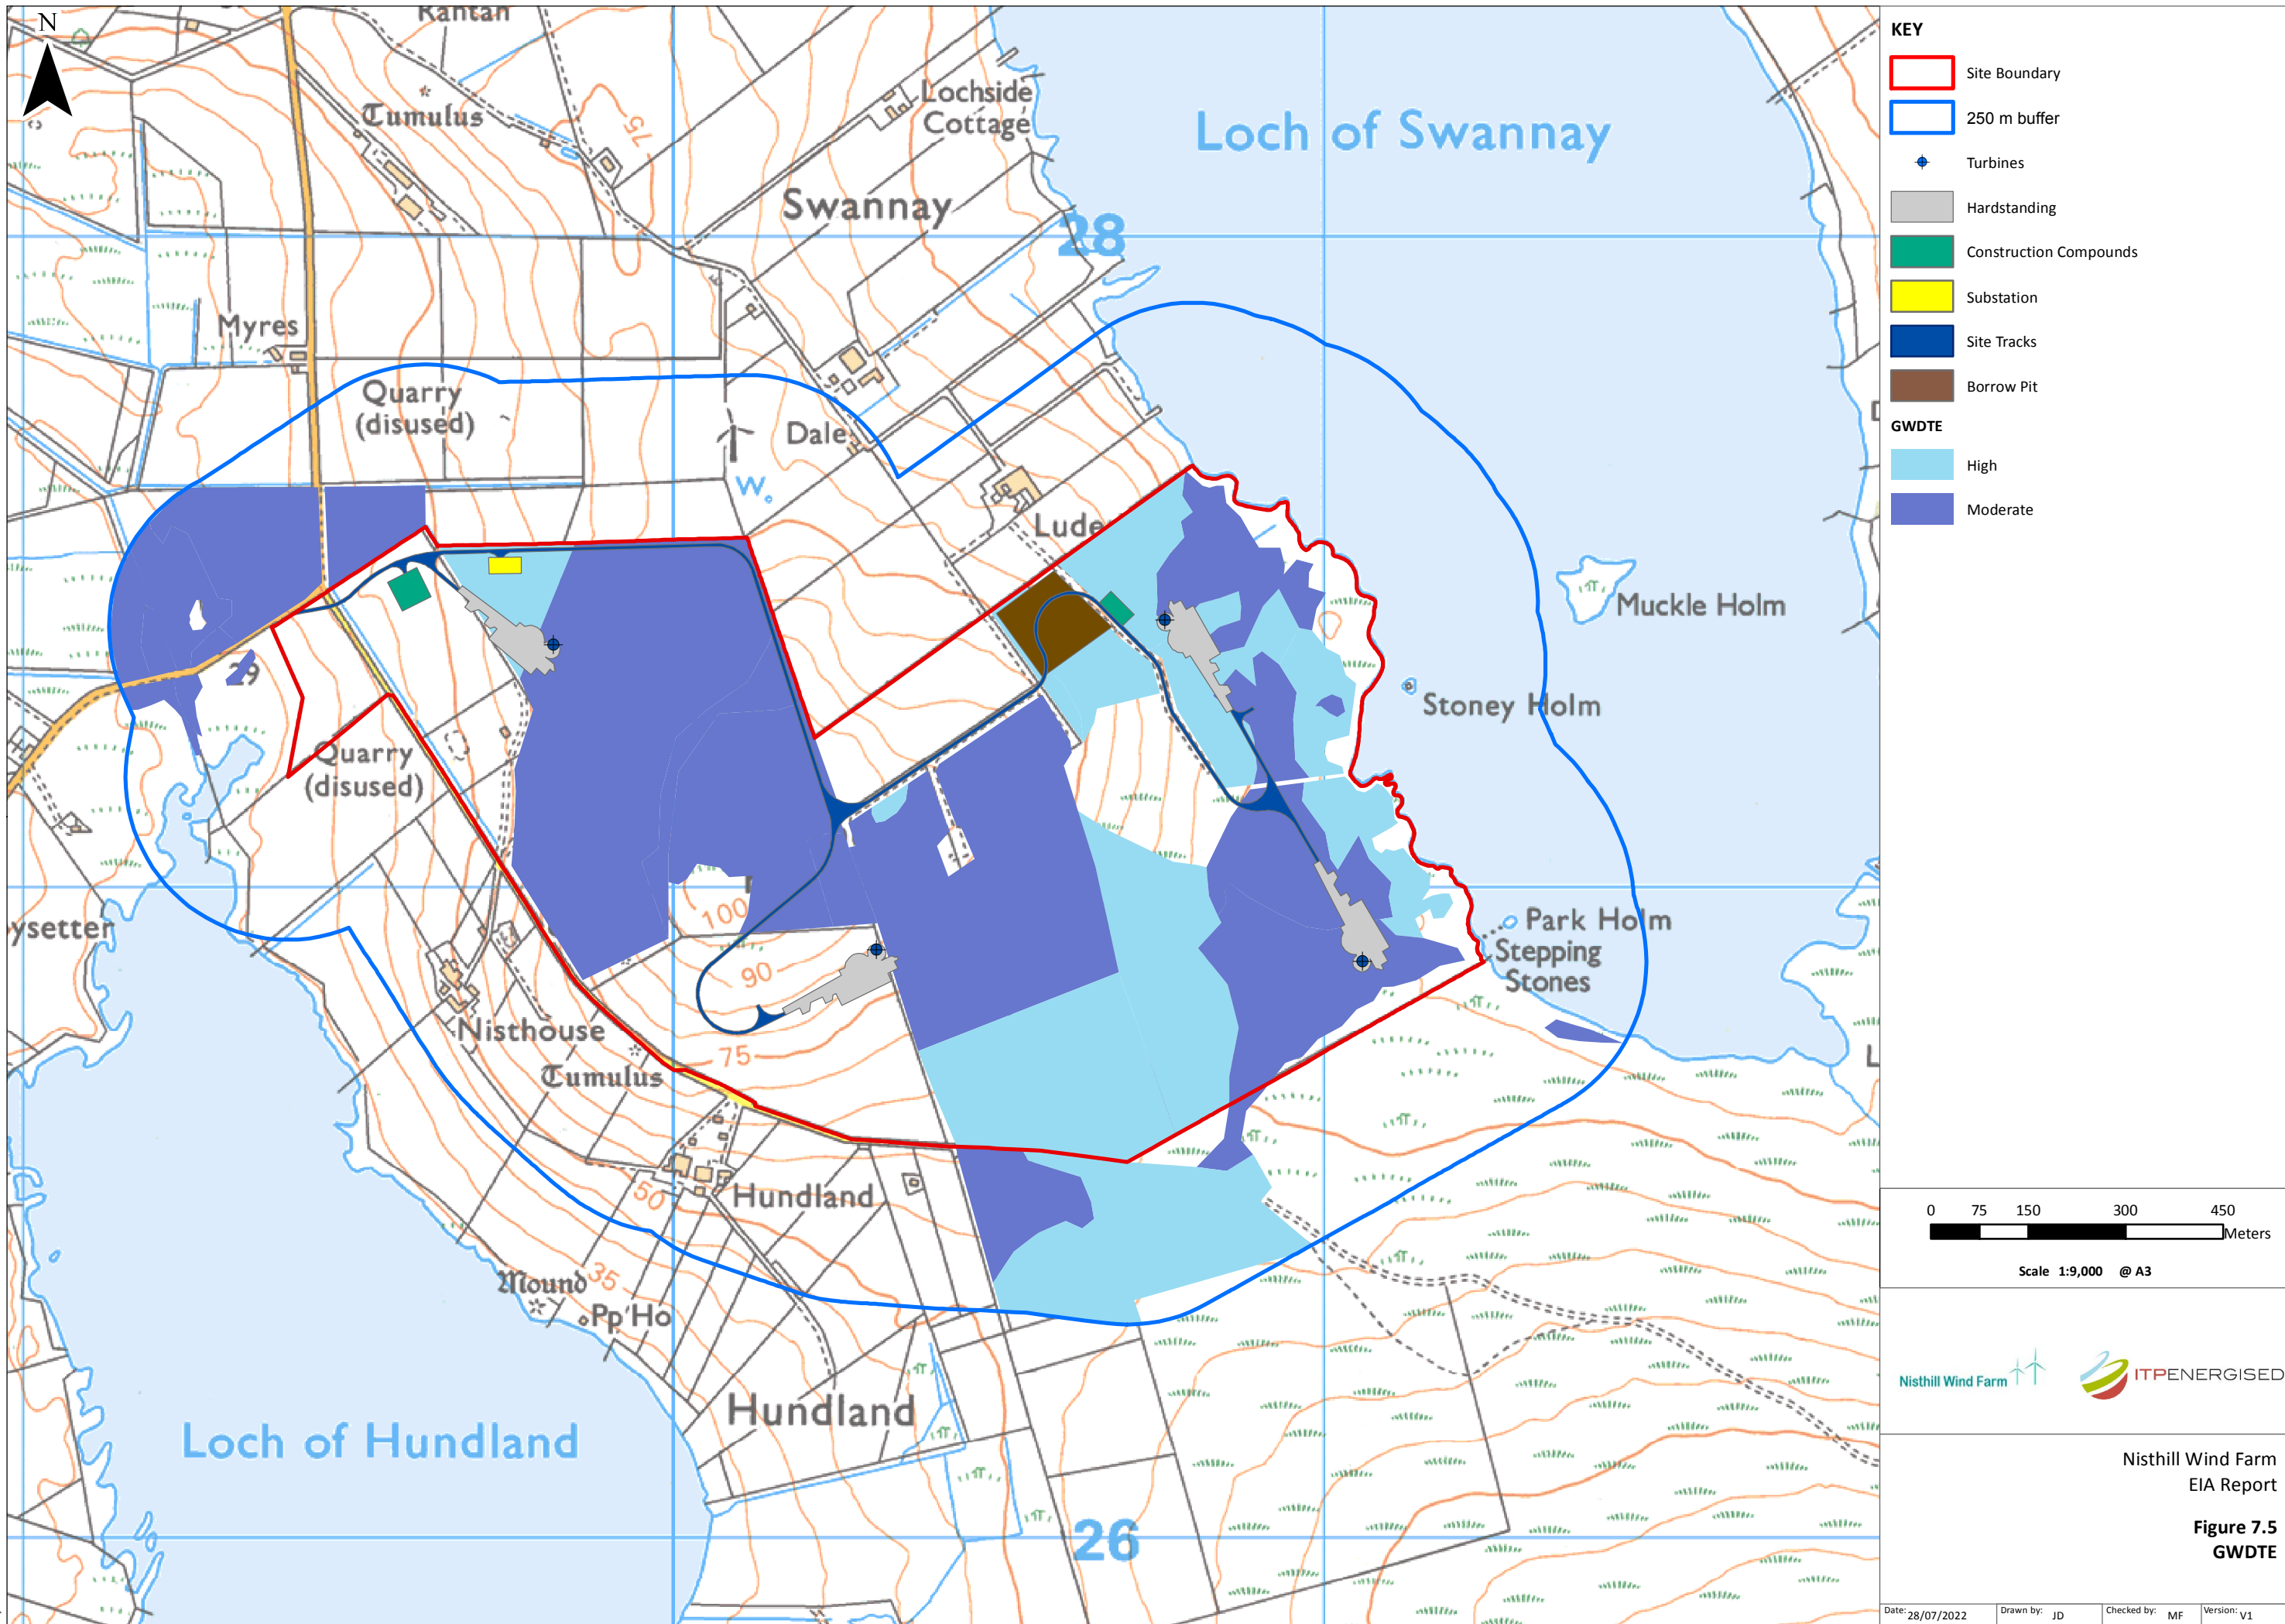 N
Rantan
Tumulus
75
Lochside
Cottage
Loch of Swannay
Swannay
28
Myres
Quarry
(disused)
Dale
W.
Lude
Muckle Holm
29
Stoney Holm
Quarry
(disused)
100
ysetter
Park Holm
90
Stepping
Stones
Nisthouse
75
Tumulus
50
Hundland
Mound
35
Pp Ho
Hundland
Loch of Hundland
26
KEY
Site Boundary
250 m buffer
Turbines
Hardstanding
Construction Compounds
Substation
Site Tracks
Borrow Pit
GWDTE
High
Moderate
0 75 150 300 450
Meters
Scale 1:9,000 @ A3
Nisthill Wind Farm
ITPENERGISED
Nisthill Wind Farm
EIA Report
Figure 7.5
GWDTE
Date: 28/07/2022 Drawn by: JD Checked by: MF Version: V1